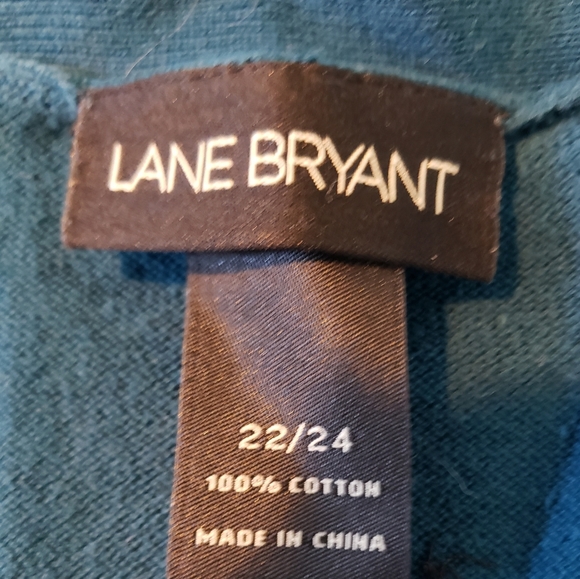 LANE BRYANT
22/24
100% COTTON
MADE IN CHINA